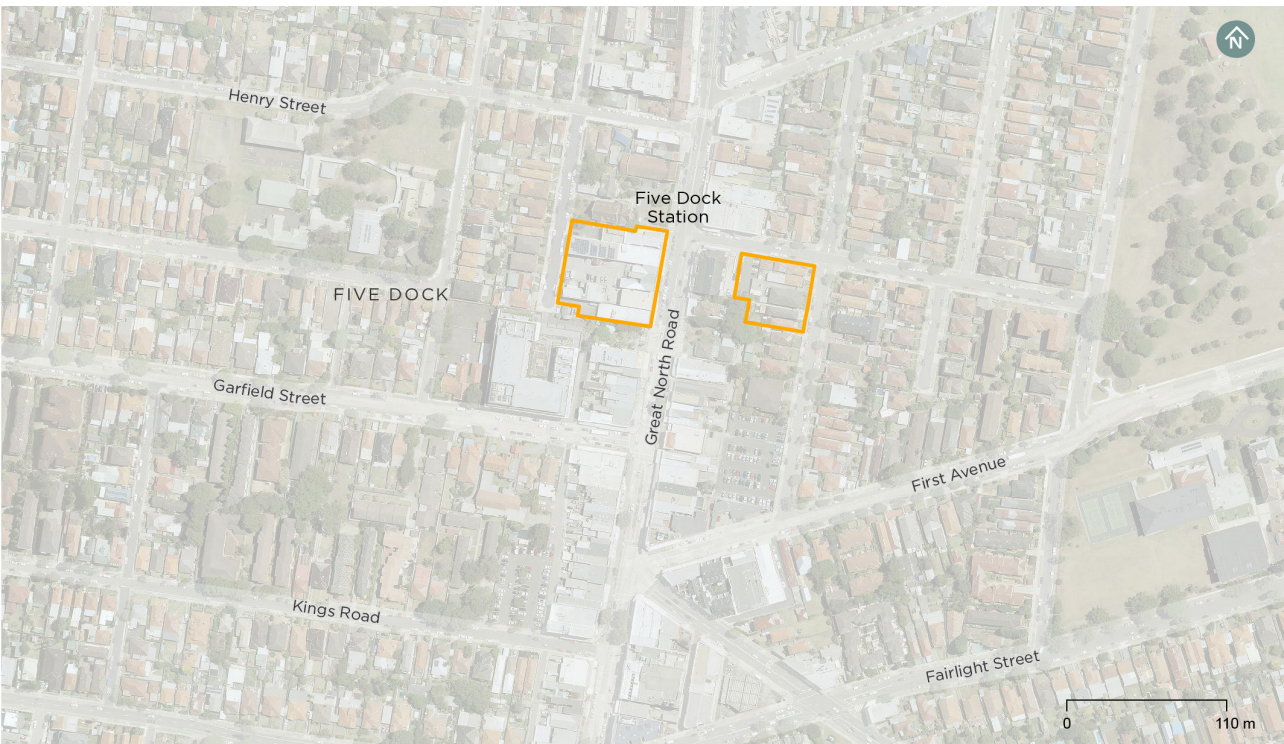 N
Henry Street
Five Dock
Station
FIVE DOCK
Great North Road
Garfield Street
First Avenue
Kings Road
Fairlight Street
0
110 m